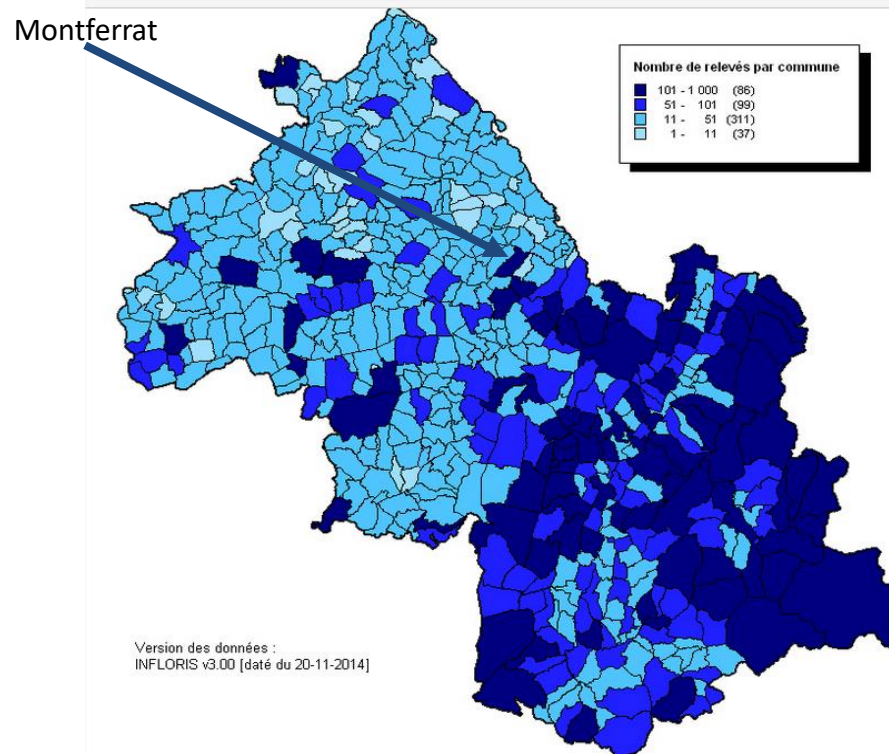 Montferrat
Nombre de relevés par commune
101 - 1 000 (86)
51 - 101 (99)
11 - 51 (311)
1 - 11 (37)
Version des données :
INFLORIS v3.00 [daté du 20-11-2014]